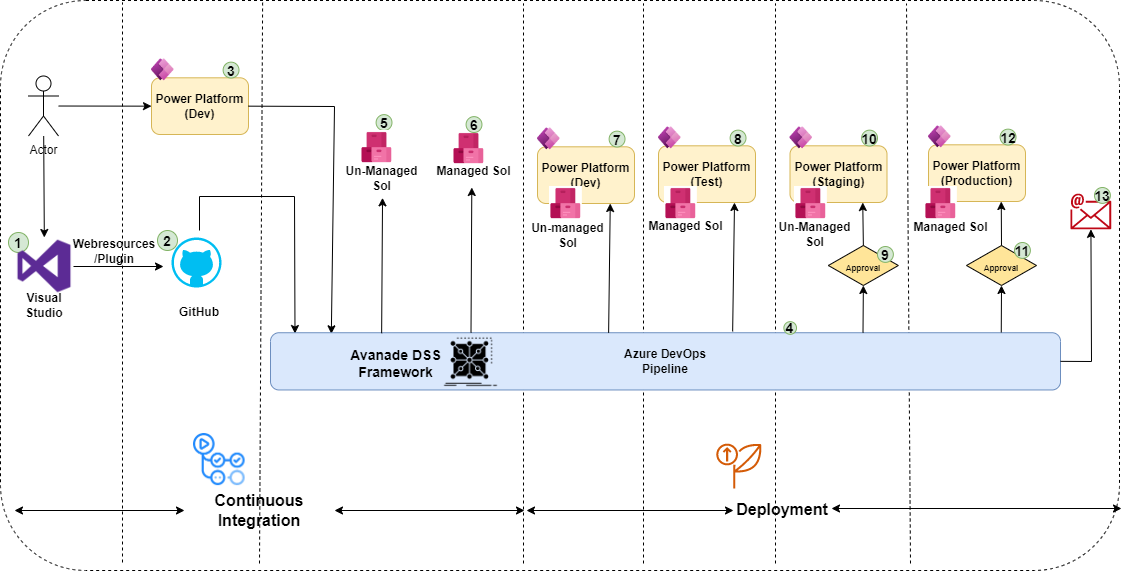 3
Power Platform
(Dev)
Actor
1
Webresources
/Plugin
2
Visual
Studio
GitHub
5
Un-Managed
Sol
6
Managed Sol
7
Power Platform
(Dev)
Un-managed
Sol
8
Power Platform
(Test)
Managed Sol
10
Power Platform
(Staging)
Un-Managed
Sol
9
Approval
12
Power Platform
(Production)
Managed Sol
11
Approval
13
@
4
Avanade DSS
Framework
Azure DevOps
Pipeline
Continuous
Integration
Deployment